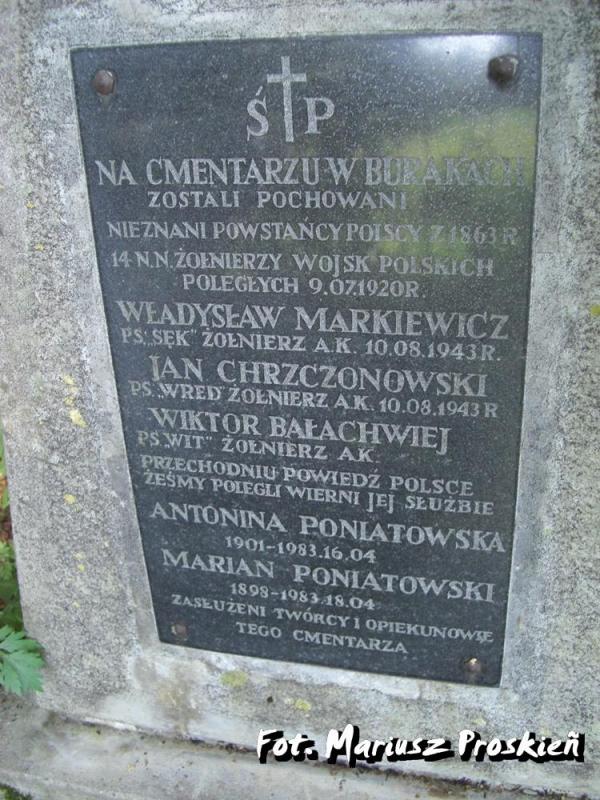 Ś P
NA CMENTARZU W BURAKACH
ZOSTALI POCHOWANI
NIEZNANI POWSTAŃCY POLSCY Z 1863 R
14 N.N. ŻOŁNIERZY WOJSK POLSKICH
POLEGŁYCH 9.07.1920R.
WŁADYSŁAW MARKIEWICZ
PS. „SĘK" ŻOŁNIERZ A.K. 10.08.1943 R.
JAN CHRZCZONOWSKI
PS. „WRED" ŻOŁNIERZ A.K. 10.08.1943 R
WIKTOR BAŁACHWIEJ
PS. „WIT" ŻOŁNIERZ A.K.
PRZECHODNIU POWIEDŹ POLSCE
ŻEŚMY POLEGLI WIERNI JEJ SŁUŻBIE
ANTONINA PONIATOWSKA
1901-1983.16.04
MARIAN PONIATOWSKI
1898-1983.18.04
ZASŁUŻENI TWÓRCY I OPIEKUNOWIE
TEGO CMENTARZA
Fot. Mariusz Proskień